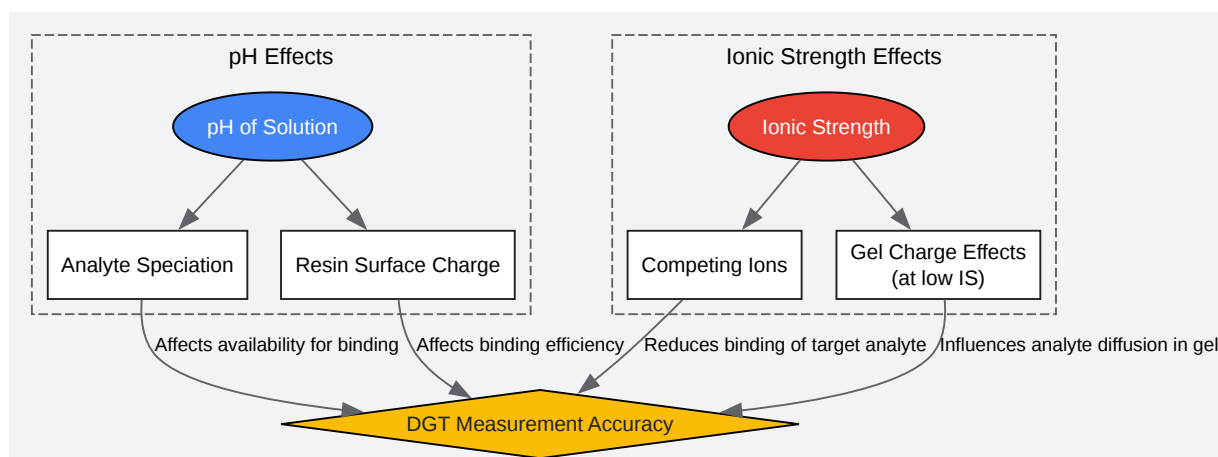 pH Effects
Ionic Strength Effects
pH of Solution
Ionic Strength
Analyte Speciation
Resin Surface Charge
Competing Ions
Gel Charge Effects
(at low IS)
Affects availability for binding
Affects binding efficiency
Reduces binding of target analyte
Influences analyte diffusion in gel
DGT Measurement Accuracy